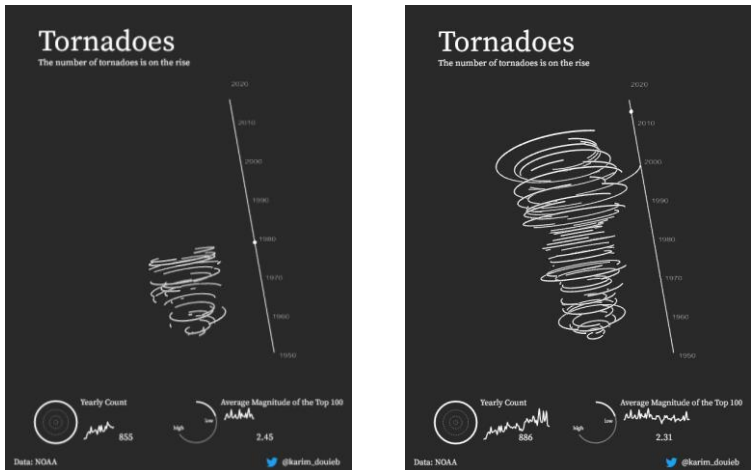 Tornadoes
The number of tornadoes is on the rise
2020
2010
2000
1990
1980
1970
1960
1950
Yearly Count
855
high
low
Average Magnitude of the Top 100
2.45
Data: NOAA
@karim_douieb
Tornadoes
The number of tornadoes is on the rise
2020
2010
2000
1990
1980
1970
1960
1950
Yearly Count
886
high
low
Average Magnitude of the Top 100
2.31
Data: NOAA
@karim_douieb